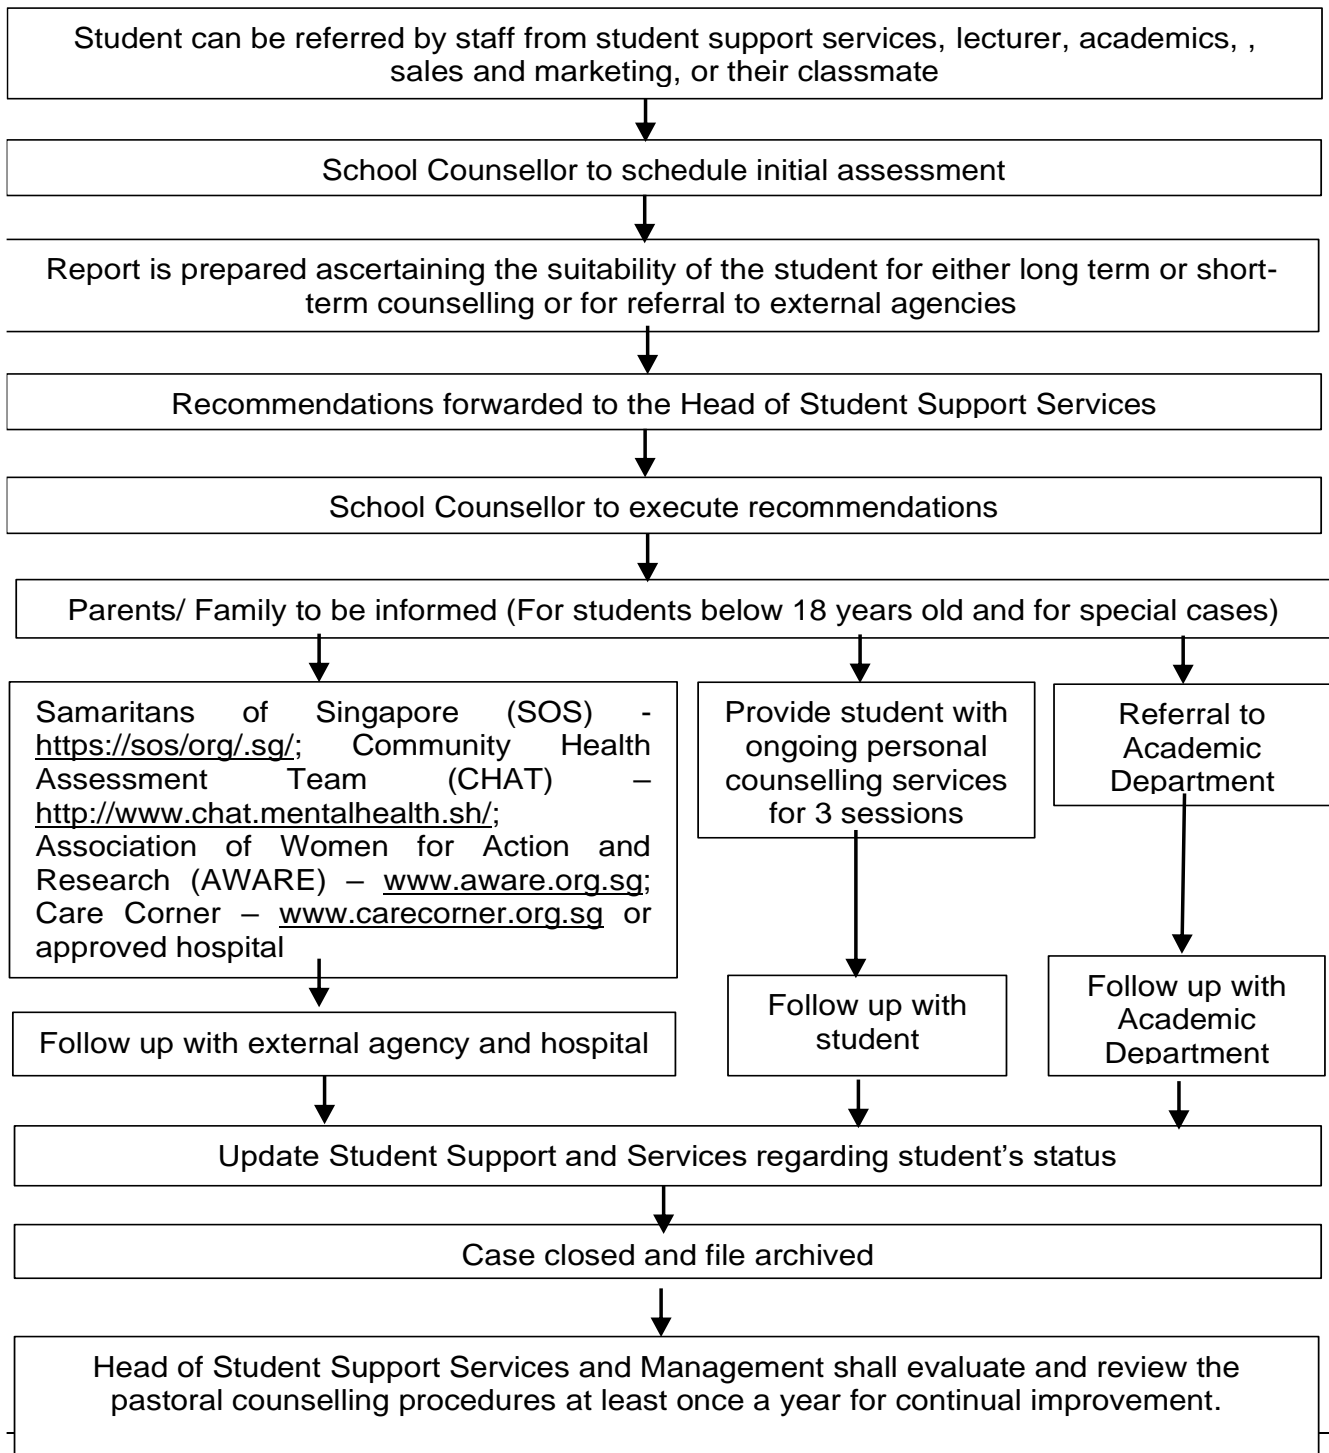 Student can be referred by staff from student support services, lecturer, academics, ,
sales and marketing, or their classmate
School Counsellor to schedule initial assessment
Report is prepared ascertaining the suitability of the student for either long term or short-
term counselling or for referral to external agencies
Recommendations forwarded to the Head of Student Support Services
School Counsellor to execute recommendations
Parents/ Family to be informed (For students below 18 years old and for special cases)
Samaritans of Singapore (SOS) -
https://sos/org/.sg/; Community Health
Assessment Team (CHAT) –
http://www.chat.mentalhealth.sh/;
Association of Women for Action and
Research (AWARE) – www.aware.org.sg;
Care Corner – www.carecorner.org.sg or
approved hospital
Provide student with
ongoing personal
counselling services
for 3 sessions
Referral to
Academic
Department
Follow up with external agency and hospital
Follow up with
student
Follow up with
Academic
Department
Update Student Support and Services regarding student’s status
Case closed and file archived
Head of Student Support Services and Management shall evaluate and review the
pastoral counselling procedures at least once a year for continual improvement.